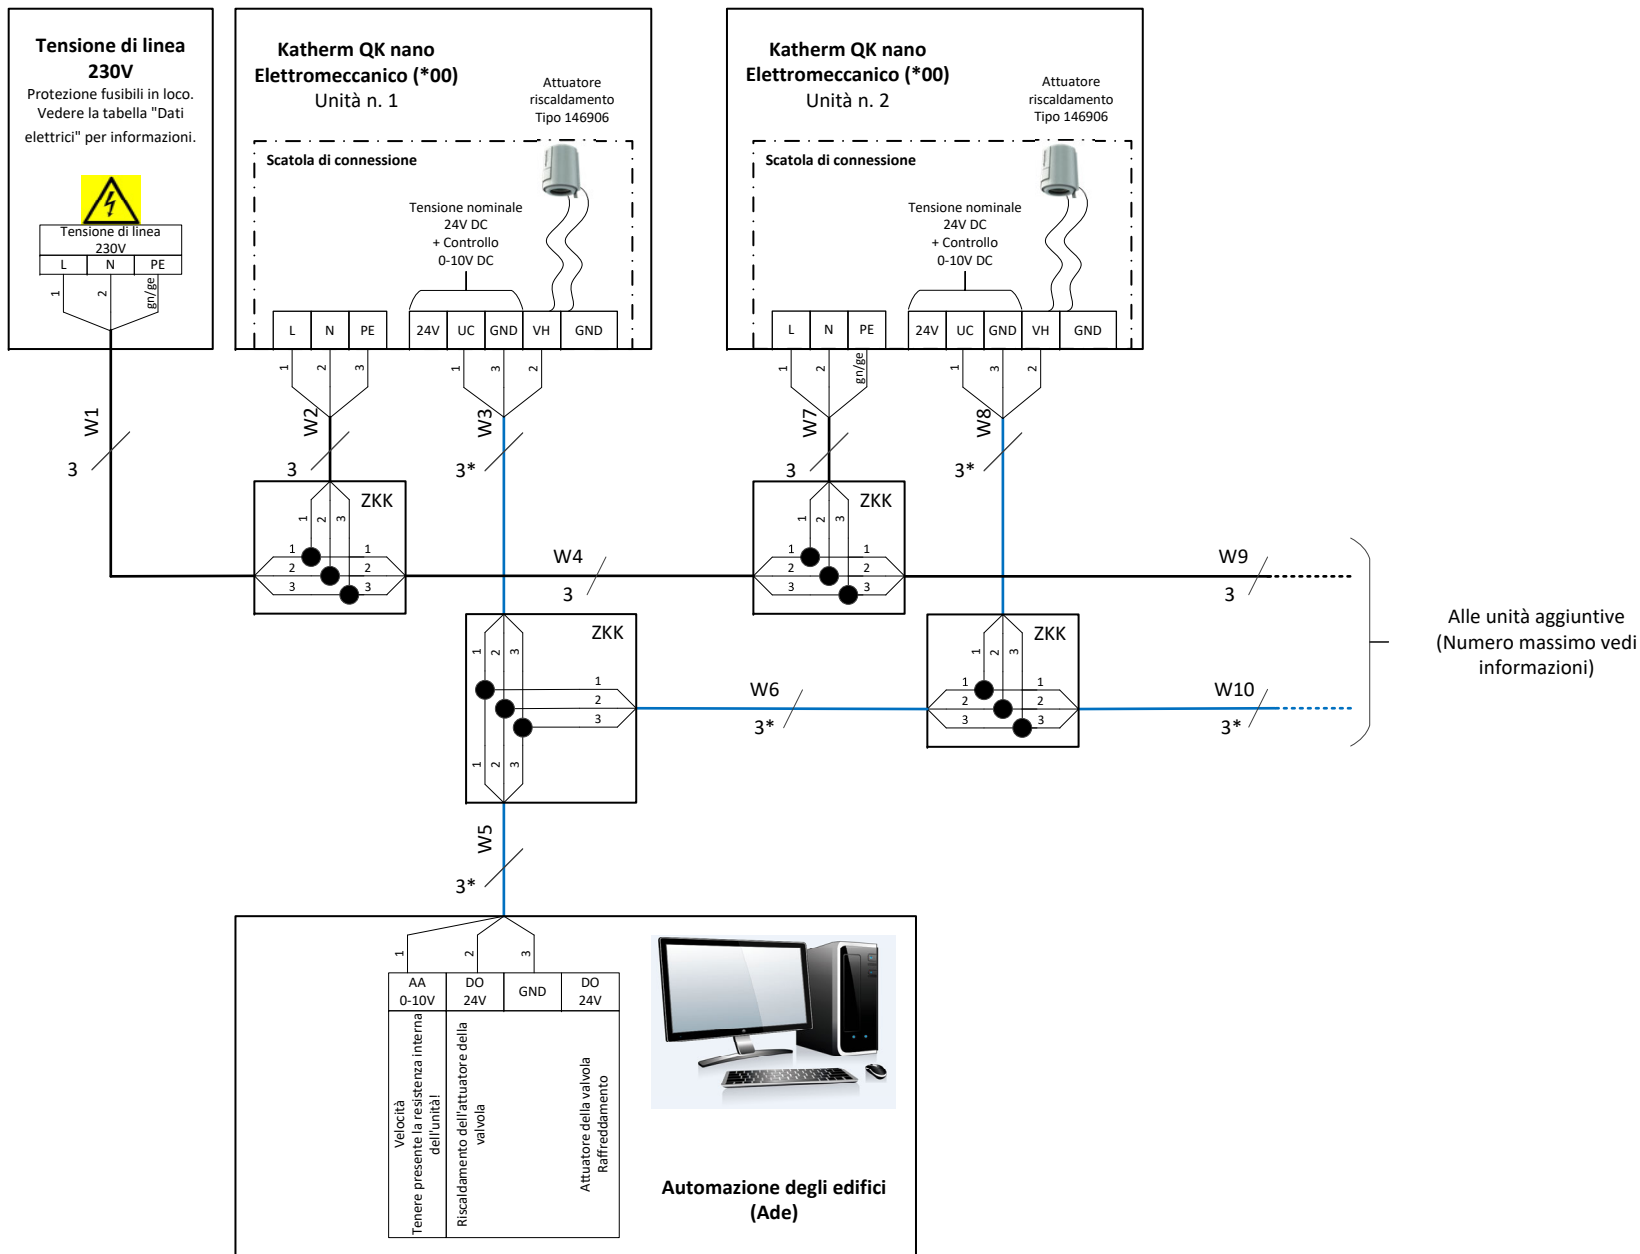 Tensione di linea
230V
Protezione fusibili in loco.
Vedere la tabella "Dati
elettrici" per informazioni.
Tensione di linea
230V
L N PE
1 2 gn/ge
Katherm QK nano
Elettromeccanico (*00)
Unità n. 1
Attuatore
riscaldamento
Tipo 146906
Scatola di connessione
Tensione nominale
24V DC
+ Controllo
0-10V DC
L N PE 24V UC GND VH GND
1 2 3 1 3 2
Katherm QK nano
Elettromeccanico (*00)
Unità n. 2
Attuatore
riscaldamento
Tipo 146906
Scatola di connessione
Tensione nominale
24V DC
+ Controllo
0-10V DC
L N PE 24V UC GND VH GND
1 2 gn/ge 1 3 2
W1
3
W2
3
W3
3*
W7
3
W8
3*
ZKK
1 2 3
1 1
2 2
3 3
W4
3
ZKK
1 2 3
1 1
2 2
3 3
W9
3
ZKK
1 2 3
1
2
3
1 2 3
W6
3*
ZKK
1 2 3
1 1
2 2
3 3
W10
3*
Alle unità aggiuntive
(Numero massimo vedi
informazioni)
W5
3*
1 2 3
AA
0-10V
DO
24V
GND
DO
24V
Velocità
Tenere presente la resistenza interna
dell'unità!
Riscaldamento dell'attuatore della
valvola
Attuatore della valvola
Raffreddamento
Automazione degli edifici
(Ade)